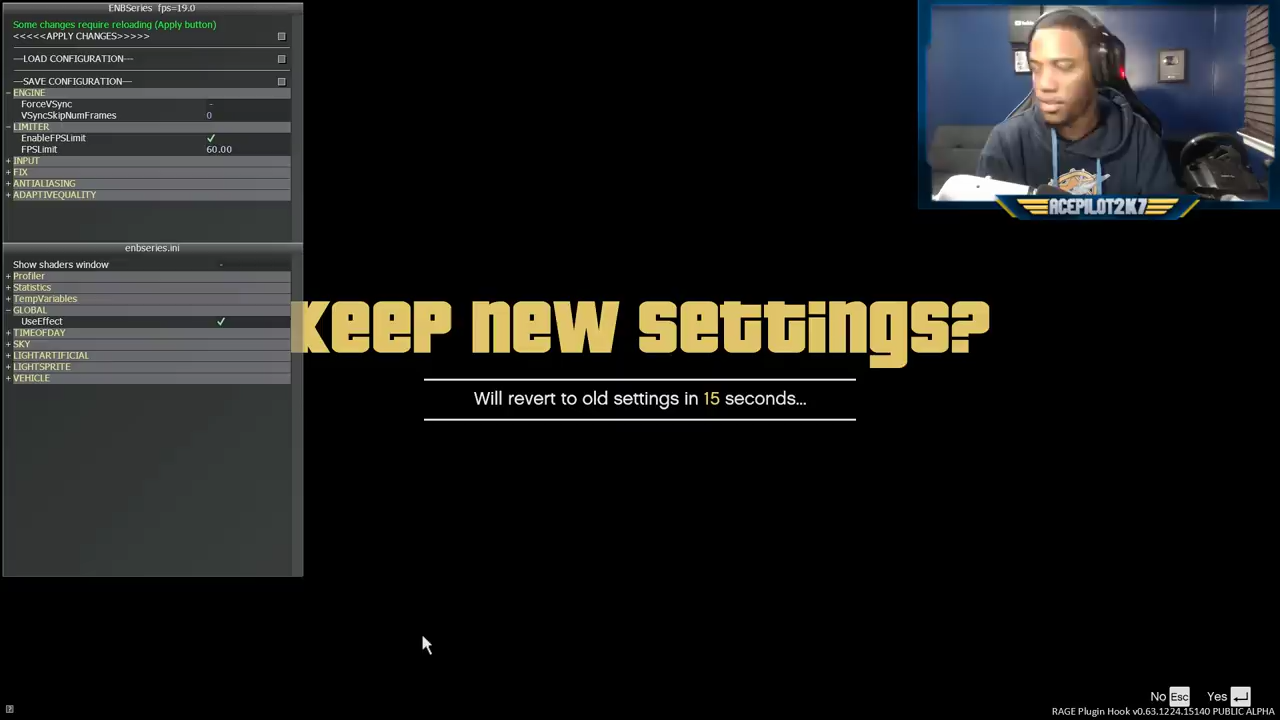 ENBSeries fps=19.0
Some changes require reloading (Apply button)
<<<<<APPLY CHANGES>>>>>
---LOAD CONFIGURATION---
---SAVE CONFIGURATION---
− ENGINE
ForceVSync -
VSyncSkipNumFrames 0
− LIMITER
EnableFPSLimit ✓
FPSLimit 60.00
+ INPUT
+ FIX
+ ANTIALIASING
+ ADAPTIVEQUALITY
enbseries.ini
Show shaders window -
+ Profiler
+ Statistics
+ TempVariables
− GLOBAL
UseEffect ✓
+ TIMEOFDAY
+ SKY
+ LIGHTARTIFICIAL
+ LIGHTSPRITE
+ VEHICLE
ACEPILOT2K7
keep new settings?
Will revert to old settings in 15 seconds...
No Esc Yes
RAGE Plugin Hook v0.63.1224.15140 PUBLIC ALPHA